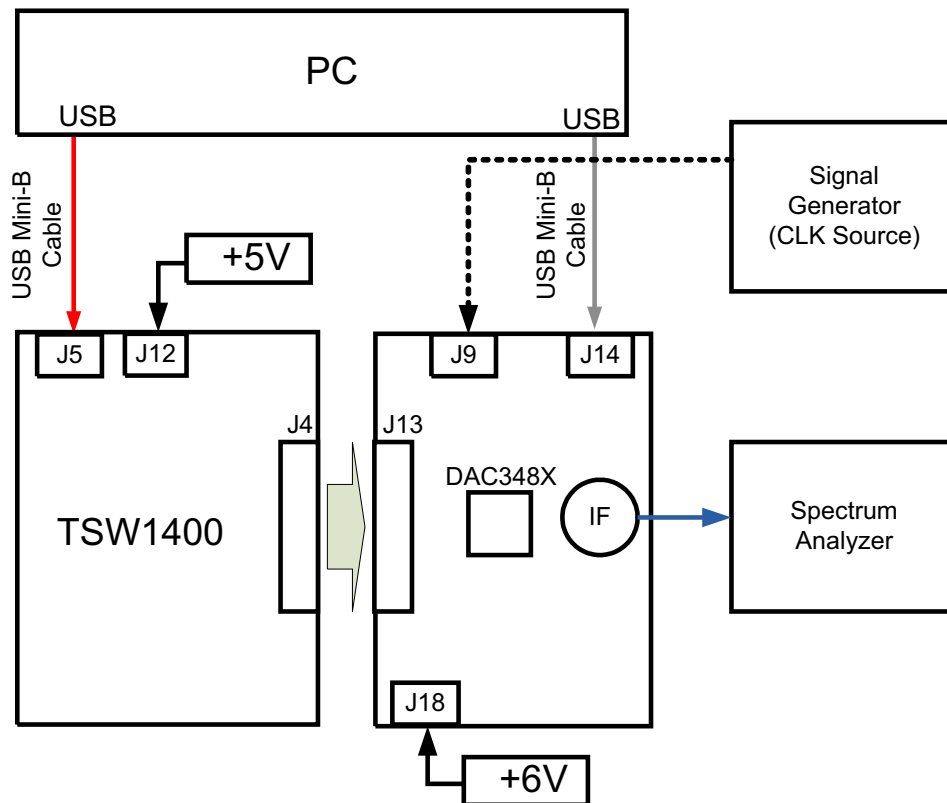 PC
USB
USB
USB Mini-B
Cable
USB Mini-B
Cable
Signal
Generator
(CLK Source)
+5V
J5
J12
J9
J14
J4
J13
DAC348X
TSW1400
IF
Spectrum
Analyzer
J18
+6V